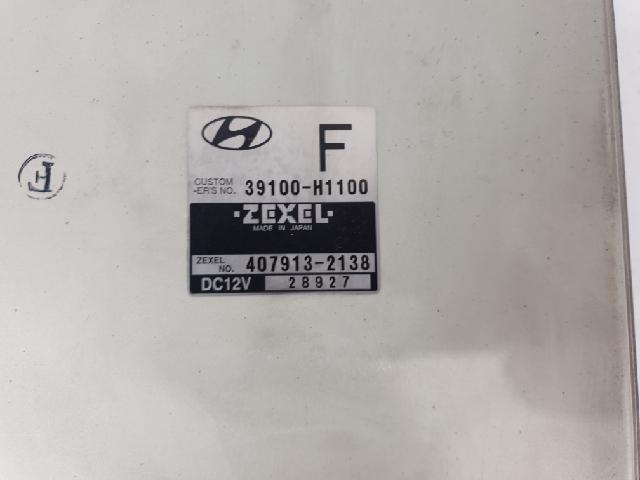 F
CUSTOM
-ER'S NO. 39100-H1100
·ZEXEL·
MADE IN JAPAN
ZEXEL
NO. 407913-2138
DC12V 28927
F